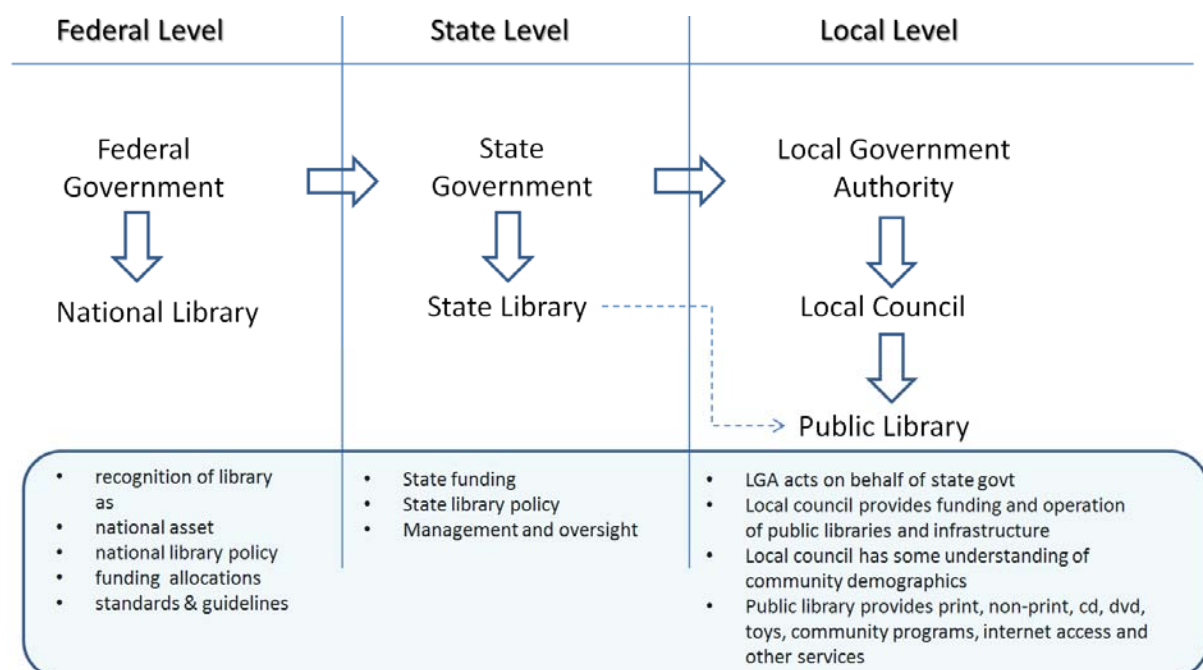 Federal Level
State Level
Local Level
Federal
Government
State
Government
Local Government
Authority
National Library
State Library
Local Council
Public Library
• recognition of library
as
• national asset
• national library policy
• funding allocations
• standards & guidelines
• State funding
• State library policy
• Management and oversight
• LGA acts on behalf of state govt
• Local council provides funding and operation
of public libraries and infrastructure
• Local council has some understanding of
community demographics
• Public library provides print, non-print, cd, dvd,
toys, community programs, internet access and
other services